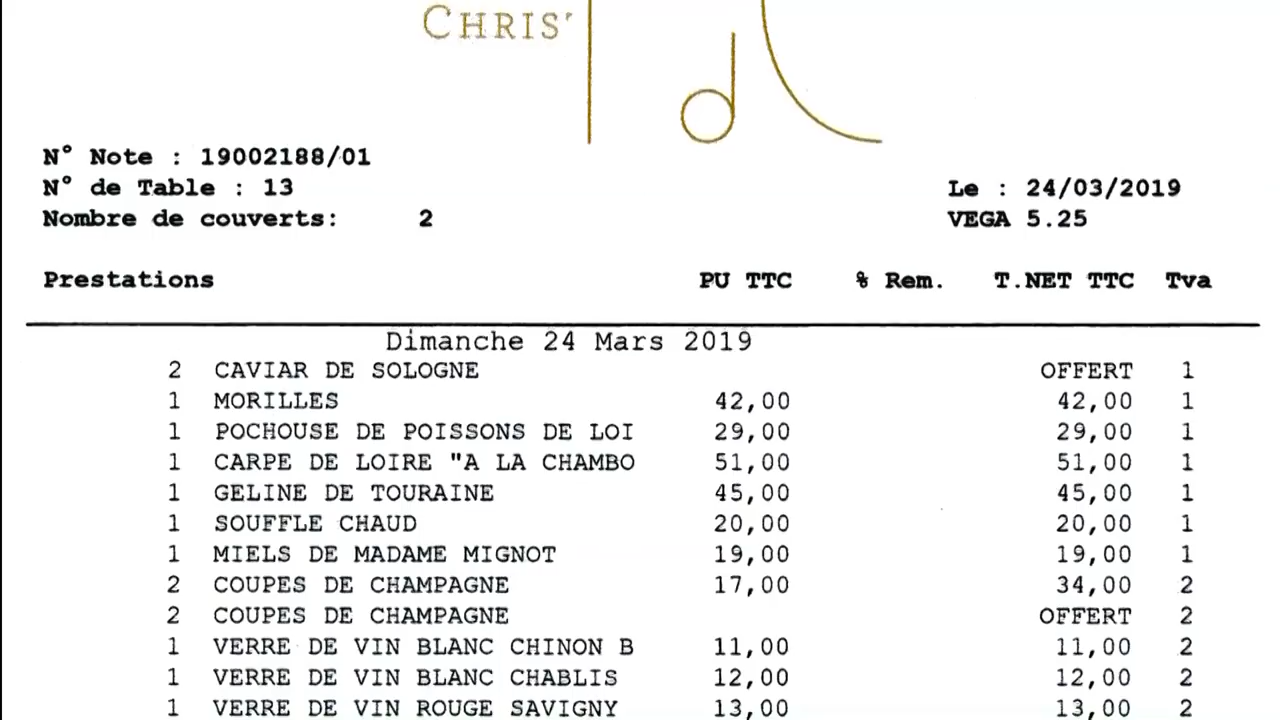 CHRIS'
N° Note : 19002188/01
N° de Table : 13
Le : 24/03/2019
Nombre de couverts: 2
VEGA 5.25
Prestations PU TTC % Rem. T.NET TTC Tva
Dimanche 24 Mars 2019
2 CAVIAR DE SOLOGNE OFFERT 1
1 MORILLES 42,00 42,00 1
1 POCHOUSE DE POISSONS DE LOI 29,00 29,00 1
1 CARPE DE LOIRE "A LA CHAMBO 51,00 51,00 1
1 GELINE DE TOURAINE 45,00 45,00 1
1 SOUFFLE CHAUD 20,00 20,00 1
1 MIELS DE MADAME MIGNOT 19,00 19,00 1
2 COUPES DE CHAMPAGNE 17,00 34,00 2
2 COUPES DE CHAMPAGNE OFFERT 2
1 VERRE DE VIN BLANC CHINON B 11,00 11,00 2
1 VERRE DE VIN BLANC CHABLIS 12,00 12,00 2
1 VERRE DE VIN ROUGE SAVIGNY 13,00 13,00 2